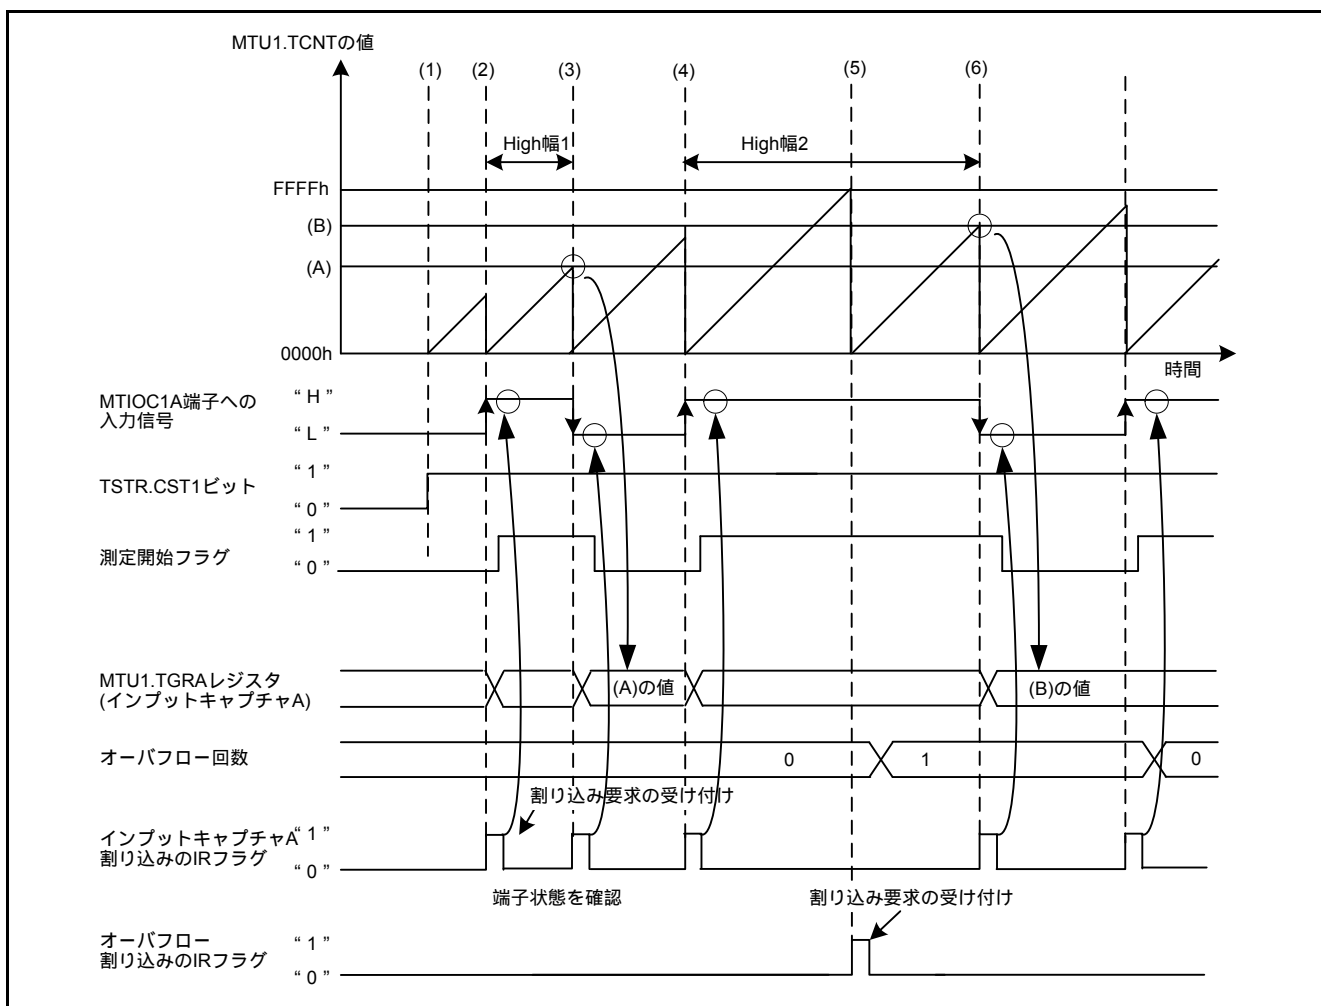 MTU1.TCNTの値
(1) (2) (3) (4) (5) (6)
High幅1 High幅2
FFFFh
(B)
(A)
0000h
時間
MTIOC1A端子への
入力信号
“ H ”
“ L ”
TSTR.CST1ビット
“ 1 ”
“ 0 ”
測定開始フラグ
“ 1 ”
“ 0 ”
MTU1.TGRAレジスタ
(インプットキャプチャA)
(A)の値 (B)の値
オーバフロー回数
0 1 0
割り込み要求の受け付け
インプットキャプチャA
割り込みのIRフラグ
“ 1 ”
“ 0 ”
端子状態を確認
割り込み要求の受け付け
オーバフロー
割り込みのIRフラグ
“ 1 ”
“ 0 ”